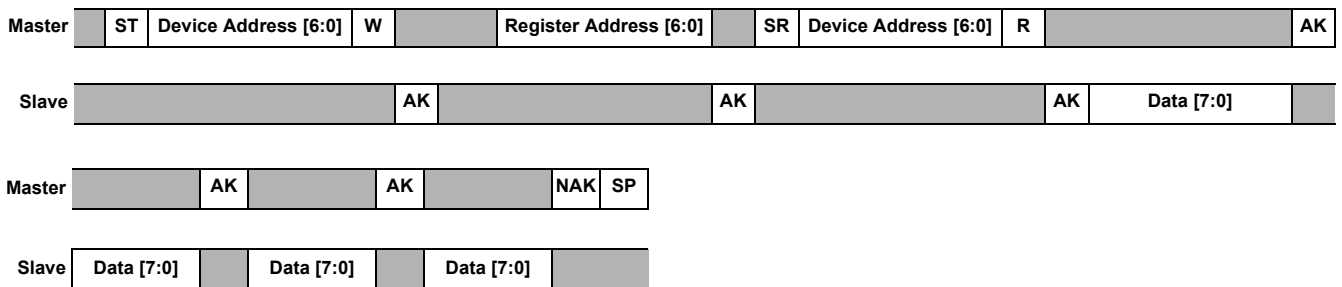 Master ST Device Address [6:0] W Register Address [6:0] SR Device Address [6:0] R AK
Slave AK AK AK Data [7:0]
Master AK AK NAK SP
Slave Data [7:0] Data [7:0] Data [7:0]